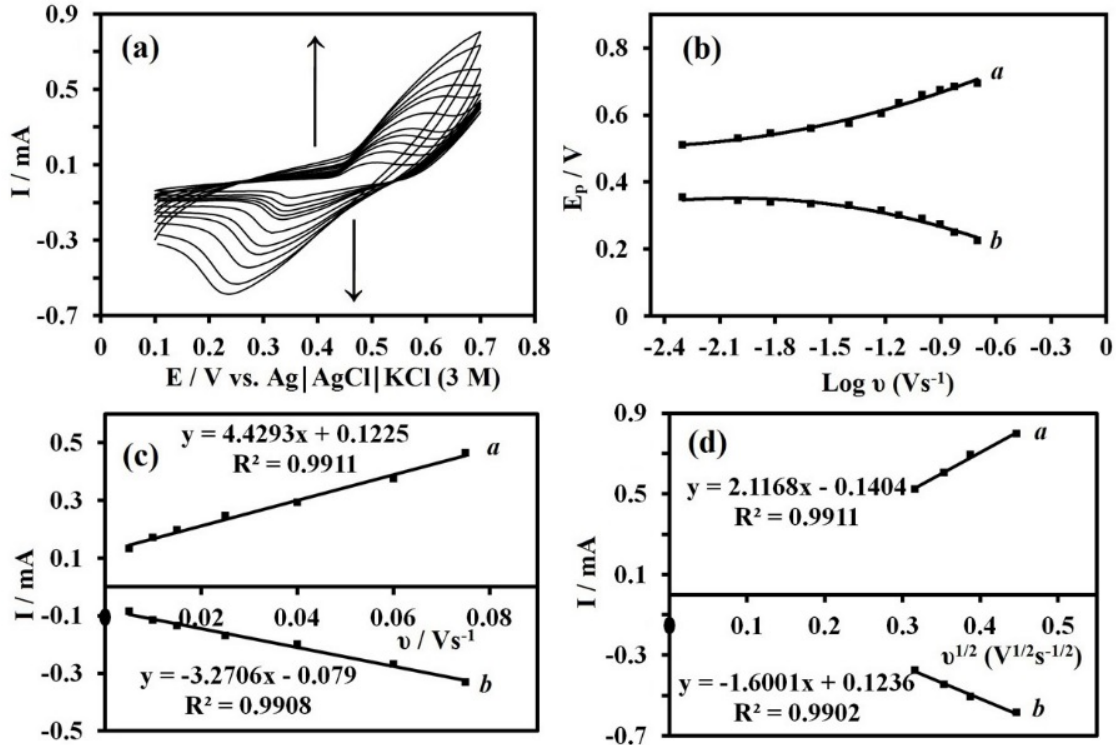 (a)
0.9
0.5
0.1
-0.3
-0.7
I / mA
0 0.1 0.2 0.3 0.4 0.5 0.6 0.7 0.8
E / V vs. Ag|AgCl|KCl (3 M)
(b)
0.8
0.6
0.4
0.2
0
Eₚ / V
a
b
-2.4 -2.1 -1.8 -1.5 -1.2 -0.9 -0.6 -0.3 0
Log υ (Vs⁻¹)
(c)
y = 4.4293x + 0.1225
R² = 0.9911
a
0.5
0.3
0.1
-0.1
-0.3
-0.5
I / mA
0 0.02 0.04 0.06 0.08
υ / Vs⁻¹
y = -3.2706x - 0.079
R² = 0.9908
b
(d)
a
0.9
0.5
0.1
-0.3
-0.7
I / mA
y = 2.1168x - 0.1404
R² = 0.9911
0 0.1 0.2 0.3 0.4 0.5
υ¹/² (V¹/²s⁻¹/²)
y = -1.6001x + 0.1236
R² = 0.9902
b